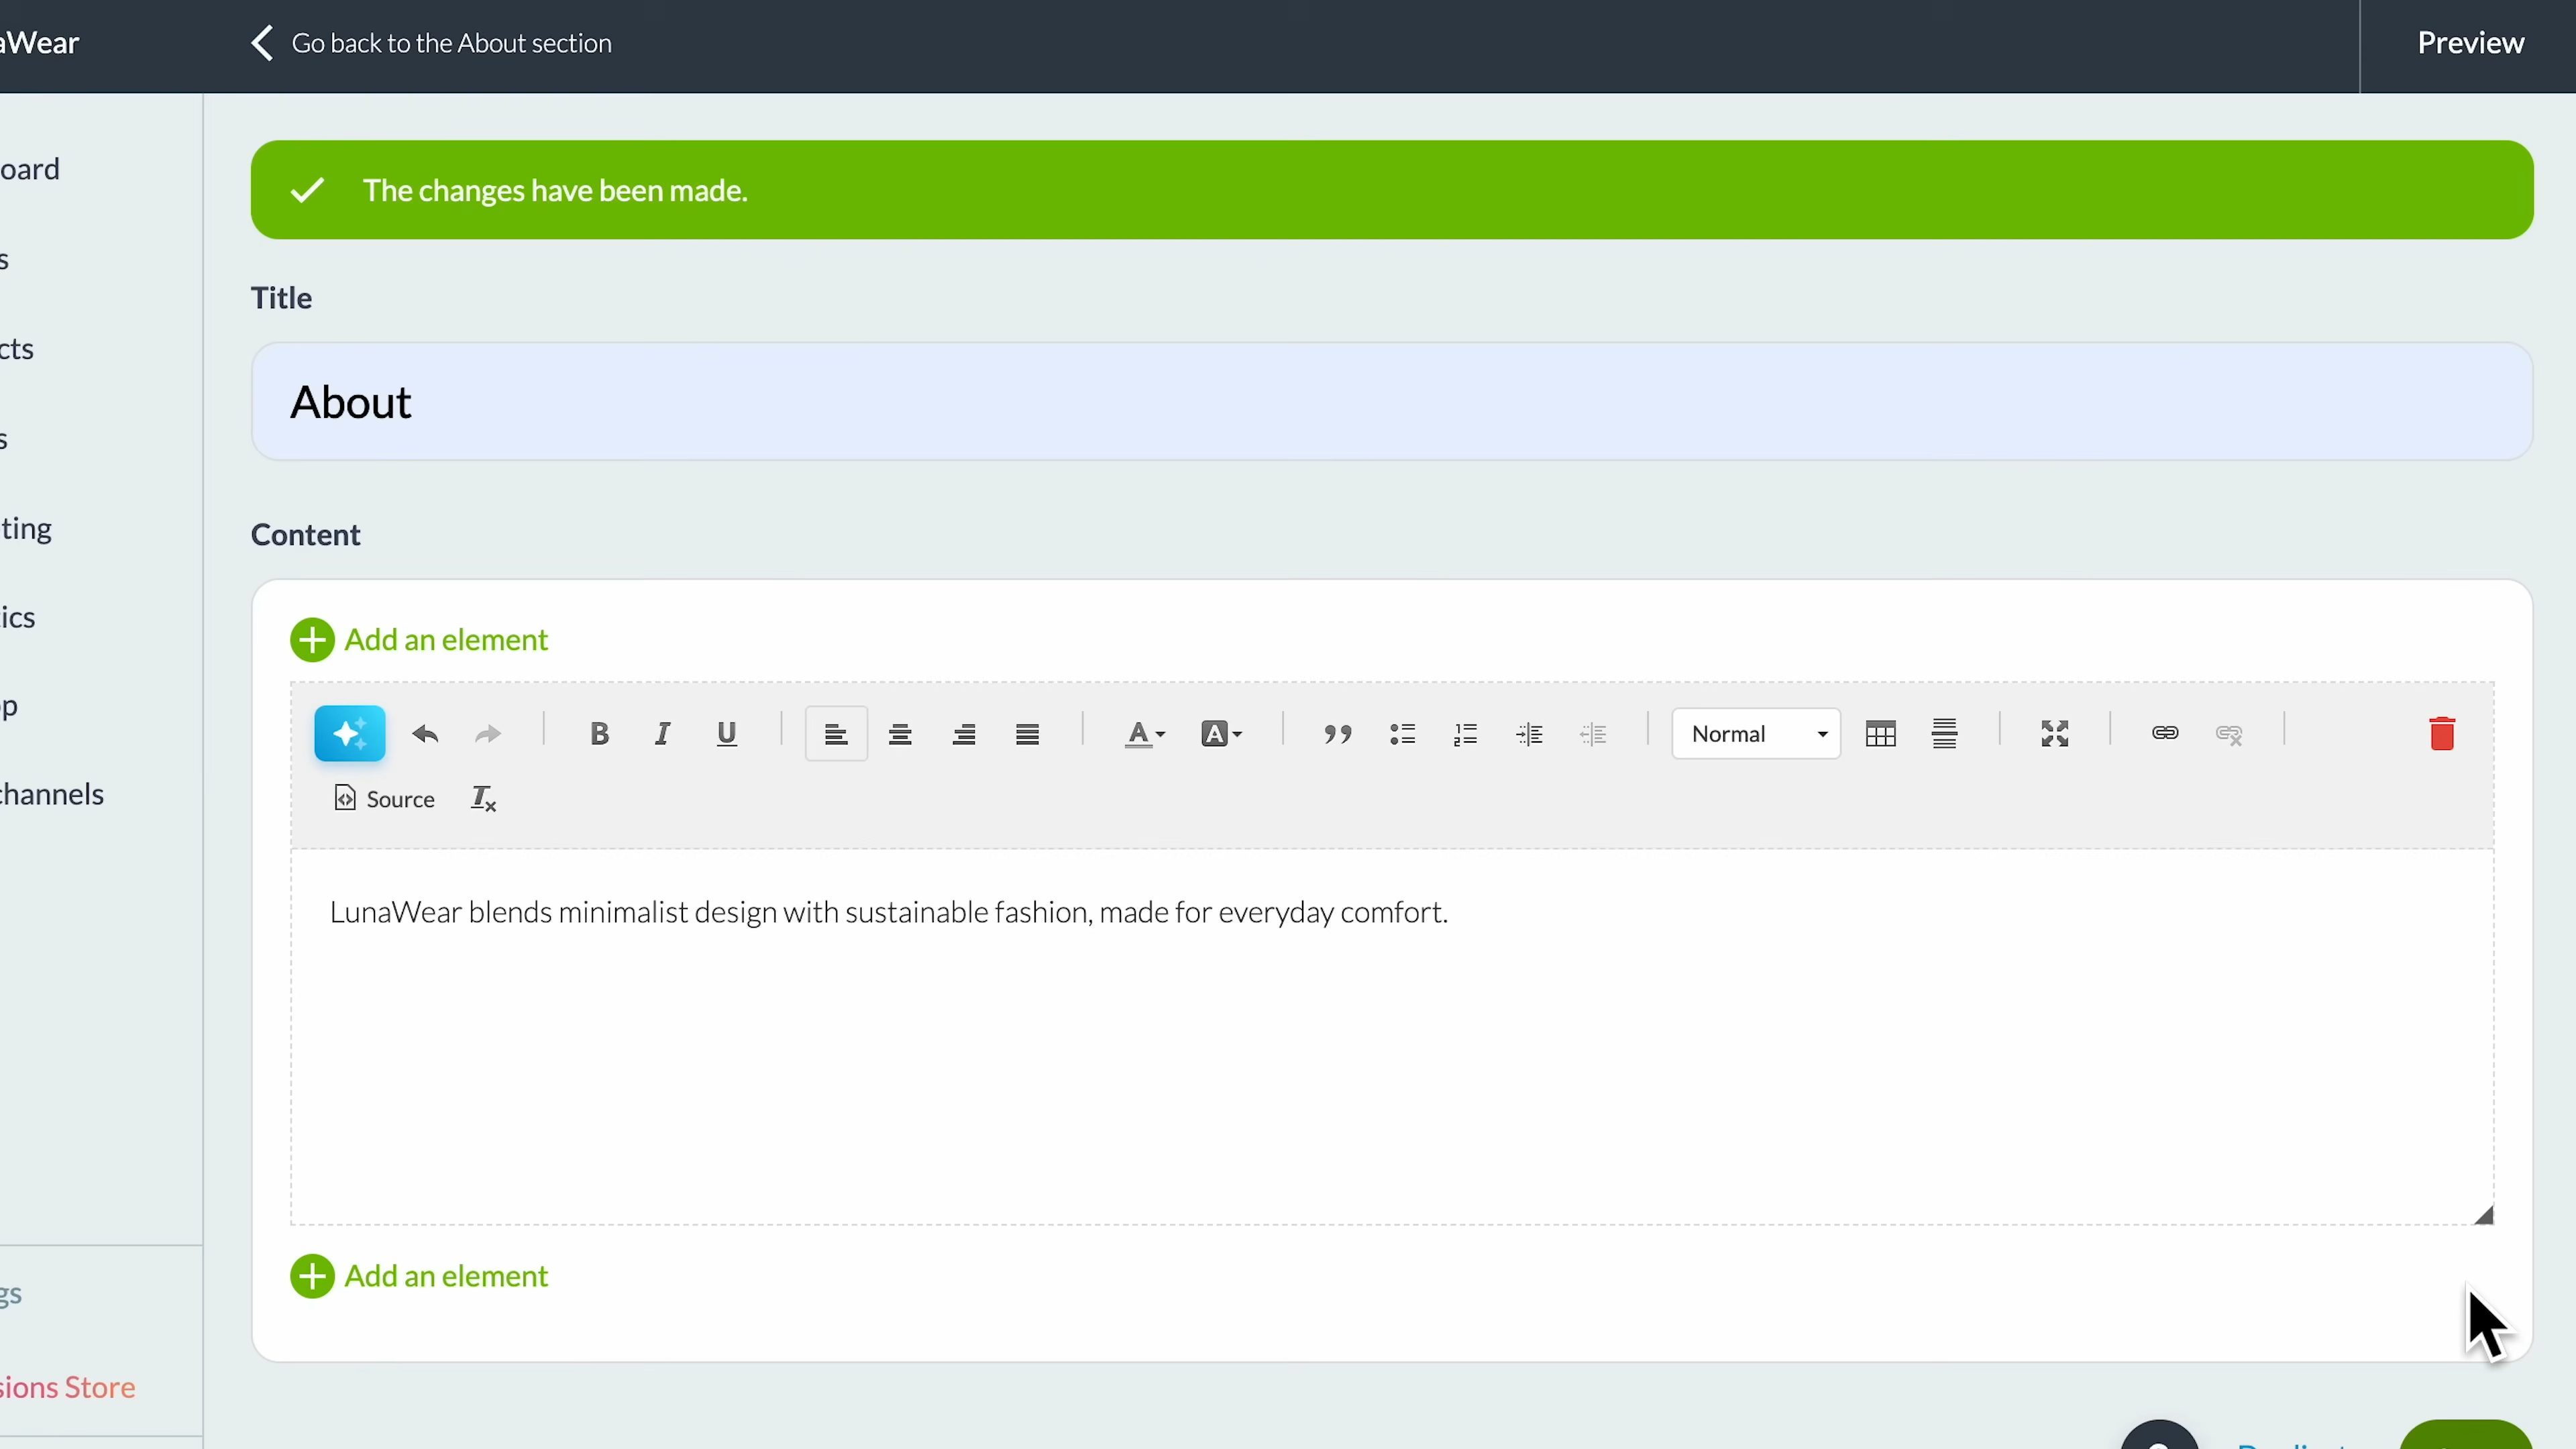 aWear
Go back to the About section
Preview
oard
s
cts
s
ting
tics
p
channels
gs
sions Store
The changes have been made.
Title
About
Content
Add an element
B I U
Normal
Source
LunaWear blends minimalist design with sustainable fashion, made for everyday comfort.
Add an element